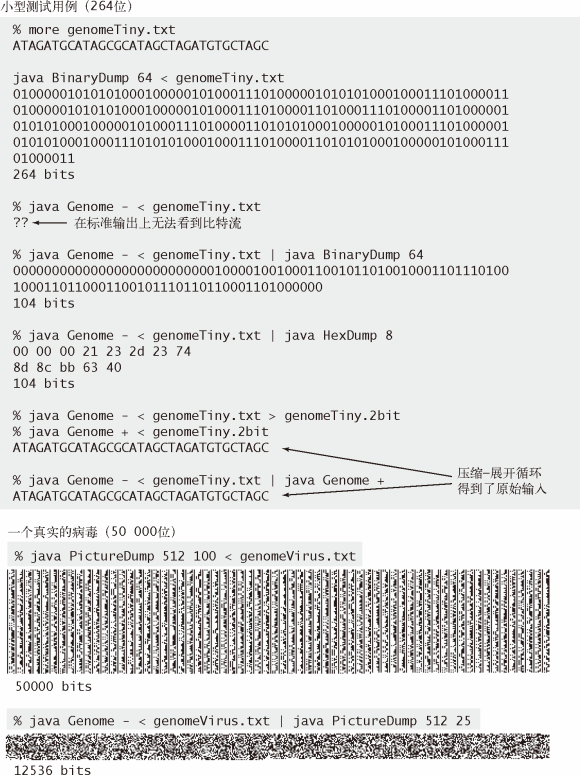 小型测试用例（264位）
% more genomeTiny.txt
ATAGATGCATAGCGCATAGCTAGATGTGCTAGC
java BinaryDump 64 < genomeTiny.txt
0100000101010100010000010100011101000001010101000100011101000011
0100000101010100010000010100011101000011010001110100001101000001
0101010001000001010001110100001101010100010000010100011101000001
0101010001000111010101000100011101000011010101000100000101000111
01000011
264 bits
% java Genome - < genomeTiny.txt
?? 在标准输出上无法看到比特流
% java Genome - < genomeTiny.txt | java BinaryDump 64
0000000000000000000000000010000100100011001011010010001101110100
1000110110001100101110110110001101000000
104 bits
% java Genome - < genomeTiny.txt | java HexDump 8
00 00 00 21 23 2d 23 74
8d 8c bb 63 40
104 bits
% java Genome - < genomeTiny.txt > genomeTiny.2bit
% java Genome + < genomeTiny.2bit
ATAGATGCATAGCGCATAGCTAGATGTGCTAGC
% java Genome - < genomeTiny.txt | java Genome +
ATAGATGCATAGCGCATAGCTAGATGTGCTAGC
压缩-展开循环
得到了原始输入
一个真实的病毒（50 000位）
% java PictureDump 512 100 < genomeVirus.txt
50000 bits
% java Genome - < genomeVirus.txt | java PictureDump 512 25
12536 bits